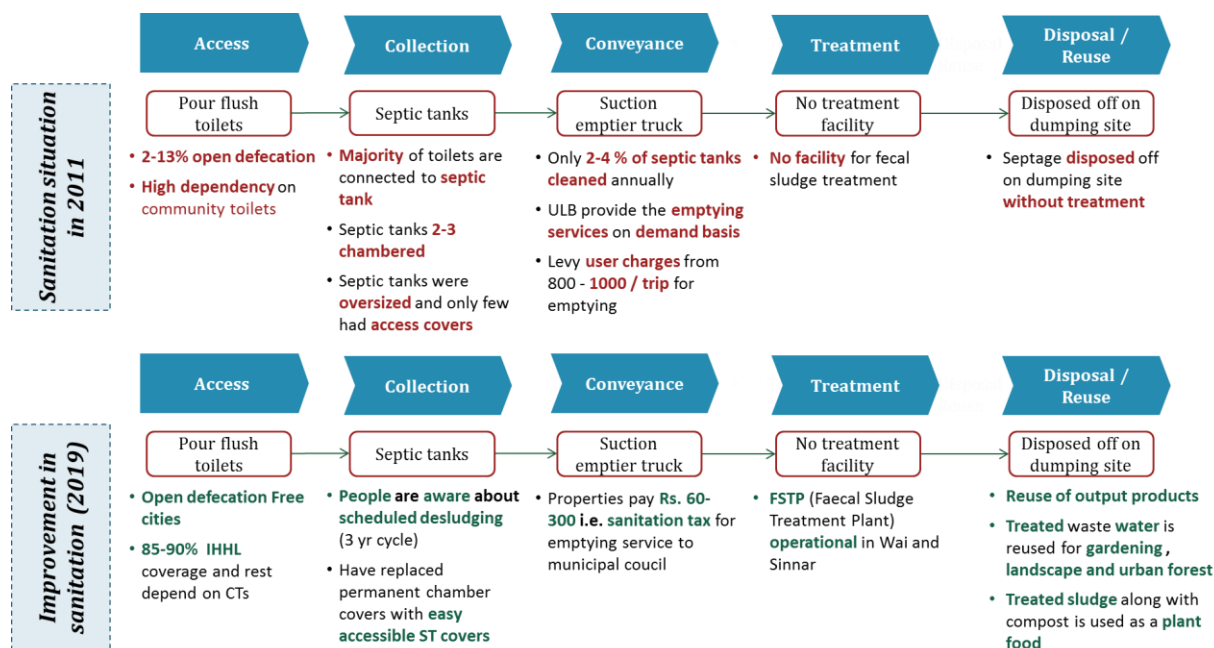 Access
Collection
Conveyance
Treatment
Disposal /
Reuse
Sanitation situation
in 2011
Pour flush
toilets
Septic tanks
Suction
emptier truck
No treatment
facility
Disposed off on
dumping site
• 2-13% open defecation
• High dependency on
community toilets
• Majority of toilets are
connected to septic
tank
• Septic tanks 2-3
chambered
• Septic tanks were
oversized and only few
had access covers
• Only 2-4 % of septic tanks
cleaned annually
• ULB provide the emptying
services on demand basis
• Levy user charges from
800 - 1000 / trip for
emptying
• No facility for fecal
sludge treatment
• Septage disposed off
on dumping site
without treatment
Access
Collection
Conveyance
Treatment
Disposal /
Reuse
Improvement in
sanitation (2019)
Pour flush
toilets
Septic tanks
Suction
emptier truck
No treatment
facility
Disposed off on
dumping site
• Open defecation Free
cities
• 85-90% IHHL
coverage and rest
depend on CTs
• People are aware about
scheduled desludging
(3 yr cycle)
• Have replaced
permanent chamber
covers with easy
accessible ST covers
• Properties pay Rs. 60-
300 i.e. sanitation tax for
emptying service to
municipal coucil
• FSTP (Faecal Sludge
Treatment Plant)
operational in Wai and
Sinnar
• Reuse of output products
• Treated waste water is
reused for gardening ,
landscape and urban forest
• Treated sludge along with
compost is used as a plant
food